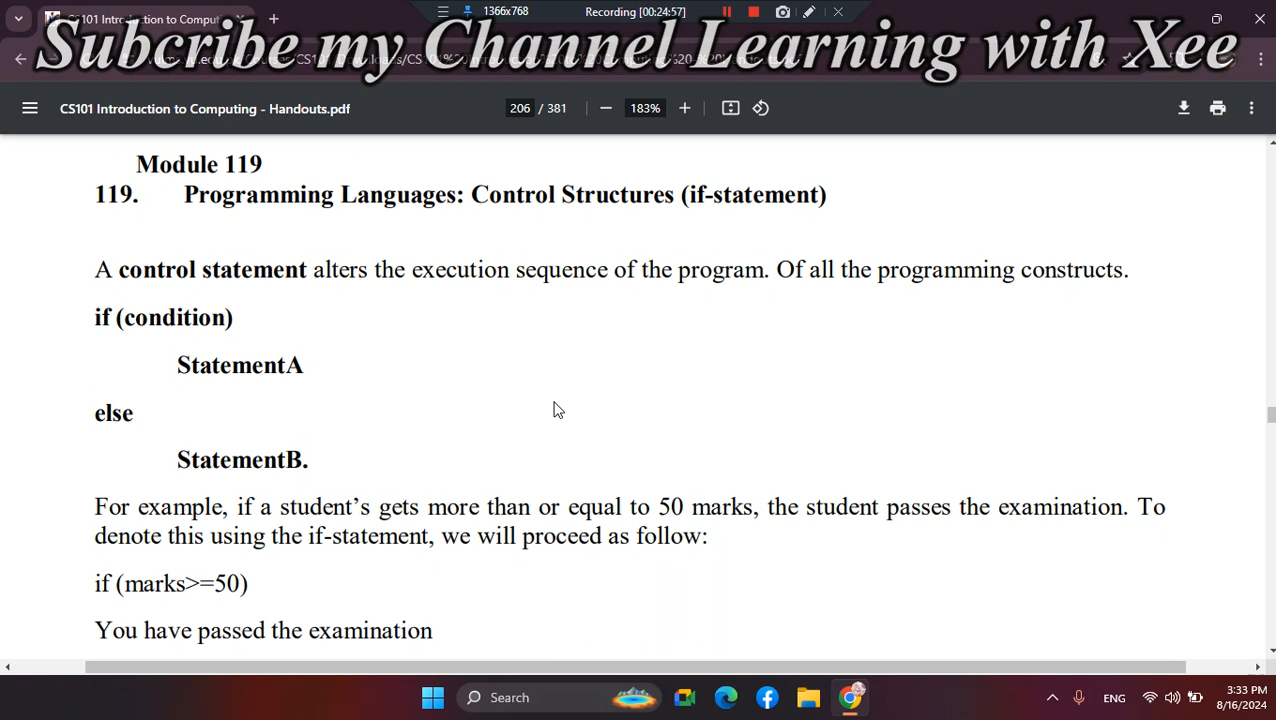 CS101 Introduction to Comput
1366x768
Recording [00:24:57]
Subcribe my Channel Learning with Xee
CS101 Introduction to Computing - Handouts.pdf
206 / 381
183%
Module 119
119. Programming Languages: Control Structures (if-statement)
A control statement alters the execution sequence of the program. Of all the programming constructs.
if (condition)
StatementA
else
StatementB.
For example, if a student’s gets more than or equal to 50 marks, the student passes the examination. To
denote this using the if-statement, we will proceed as follow:
if (marks>=50)
You have passed the examination
Search
ENG
3:33 PM
8/16/2024